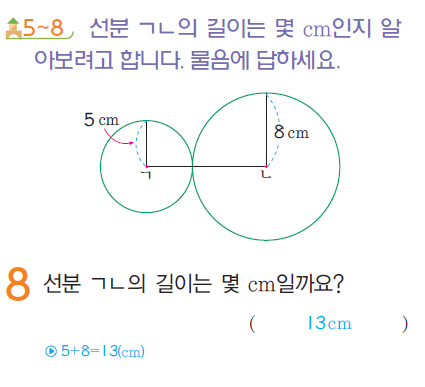 5~8 선분 ㄱㄴ의 길이는 몇 cm인지 알
아보려고 합니다. 물음에 답하세요.
5 cm
8 cm
ㄱ
ㄴ
8 선분 ㄱㄴ의 길이는 몇 cm일까요?
( 13cm )
▶ 5+8=13(cm)